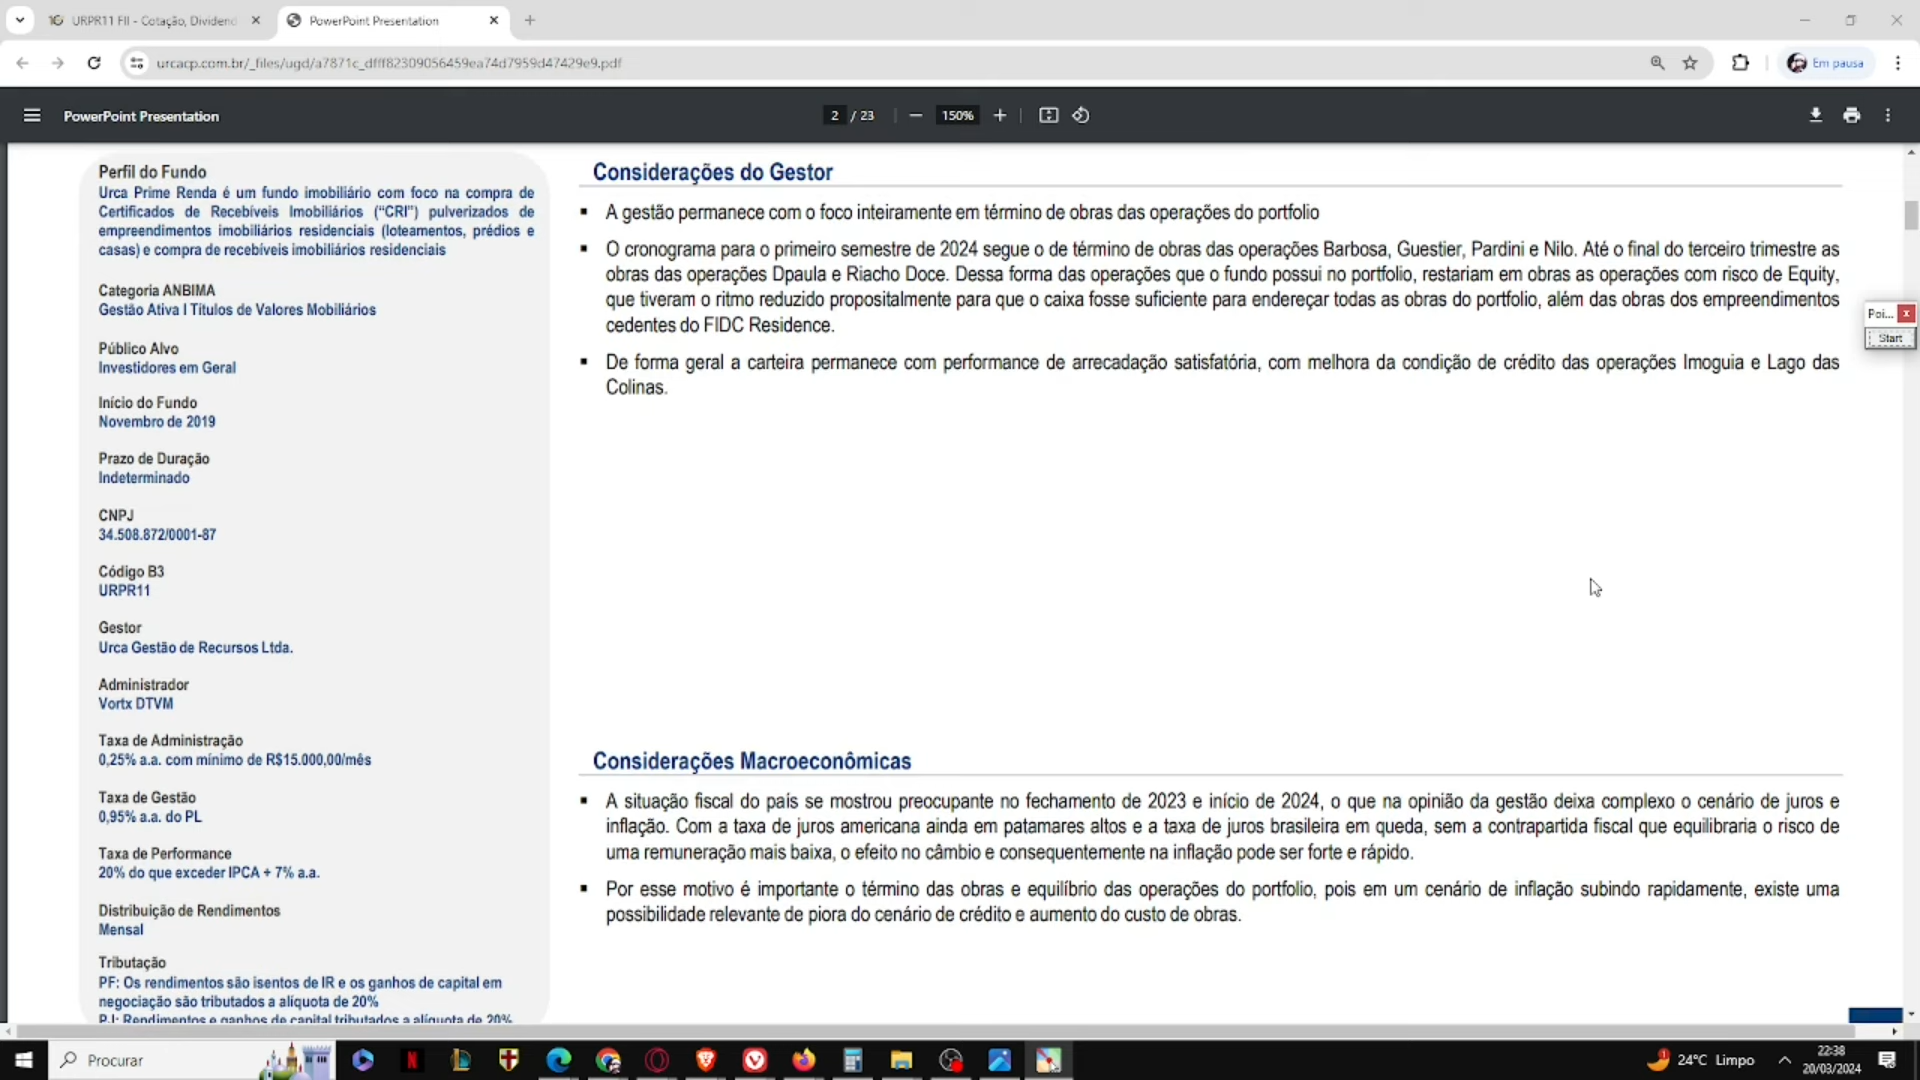 URPR11 FII - Cotação, Dividend
PowerPoint Presentation
urcacp.com.br/_files/ugd/a7871c_dfff82309056459ea74d7959d47429e9.pdf
Em pausa
PowerPoint Presentation
2 / 23
150%
Perfil do Fundo
Urca Prime Renda é um fundo imobiliário com foco na compra de
Certificados de Recebíveis Imobiliários (“CRI”) pulverizados de
empreendimentos imobiliários residenciais (loteamentos, prédios e
casas) e compra de recebíveis imobiliários residenciais
Categoria ANBIMA
Gestão Ativa I Títulos de Valores Mobiliários
Público Alvo
Investidores em Geral
Início do Fundo
Novembro de 2019
Prazo de Duração
Indeterminado
CNPJ
34.508.872/0001-87
Código B3
URPR11
Gestor
Urca Gestão de Recursos Ltda.
Administrador
Vortx DTVM
Taxa de Administração
0,25% a.a. com mínimo de R$15.000,00/mês
Taxa de Gestão
0,95% a.a. do PL
Taxa de Performance
20% do que exceder IPCA + 7% a.a.
Distribuição de Rendimentos
Mensal
Tributação
PF: Os rendimentos são isentos de IR e os ganhos de capital em
negociação são tributados a alíquota de 20%
PJ: Rendimentos e ganhos de capital tributados a alíquota de 20%
Considerações do Gestor
▪ A gestão permanece com o foco inteiramente em término de obras das operações do portfolio
▪ O cronograma para o primeiro semestre de 2024 segue o de término de obras das operações Barbosa, Guestier, Pardini e Nilo. Até o final do terceiro trimestre as
obras das operações Dpaula e Riacho Doce. Dessa forma das operações que o fundo possui no portfolio, restariam em obras as operações com risco de Equity,
que tiveram o ritmo reduzido propositalmente para que o caixa fosse suficiente para endereçar todas as obras do portfolio, além das obras dos empreendimentos
cedentes do FIDC Residence.
▪ De forma geral a carteira permanece com performance de arrecadação satisfatória, com melhora da condição de crédito das operações Imoguia e Lago das
Colinas.
Considerações Macroeconômicas
▪ A situação fiscal do país se mostrou preocupante no fechamento de 2023 e início de 2024, o que na opinião da gestão deixa complexo o cenário de juros e
inflação. Com a taxa de juros americana ainda em patamares altos e a taxa de juros brasileira em queda, sem a contrapartida fiscal que equilibraria o risco de
uma remuneração mais baixa, o efeito no câmbio e consequentemente na inflação pode ser forte e rápido.
▪ Por esse motivo é importante o término das obras e equilíbrio das operações do portfolio, pois em um cenário de inflação subindo rapidamente, existe uma
possibilidade relevante de piora do cenário de crédito e aumento do custo de obras.
Poi...
Start
Procurar
24°C Limpo
22:38
20/03/2024